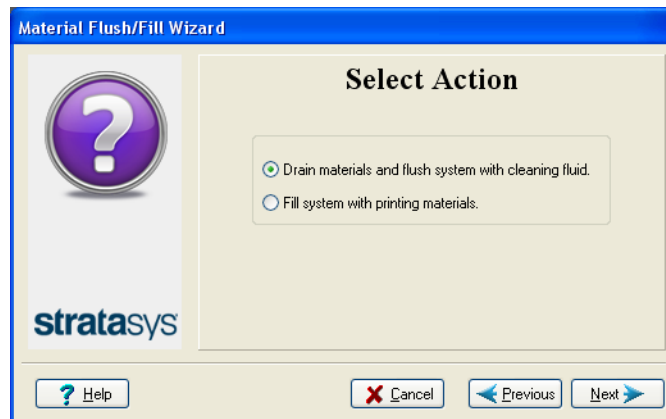 Material Flush/Fill Wizard
Select Action
Drain materials and flush system with cleaning fluid.
Fill system with printing materials.
stratasys
? Help
Cancel
Previous
Next